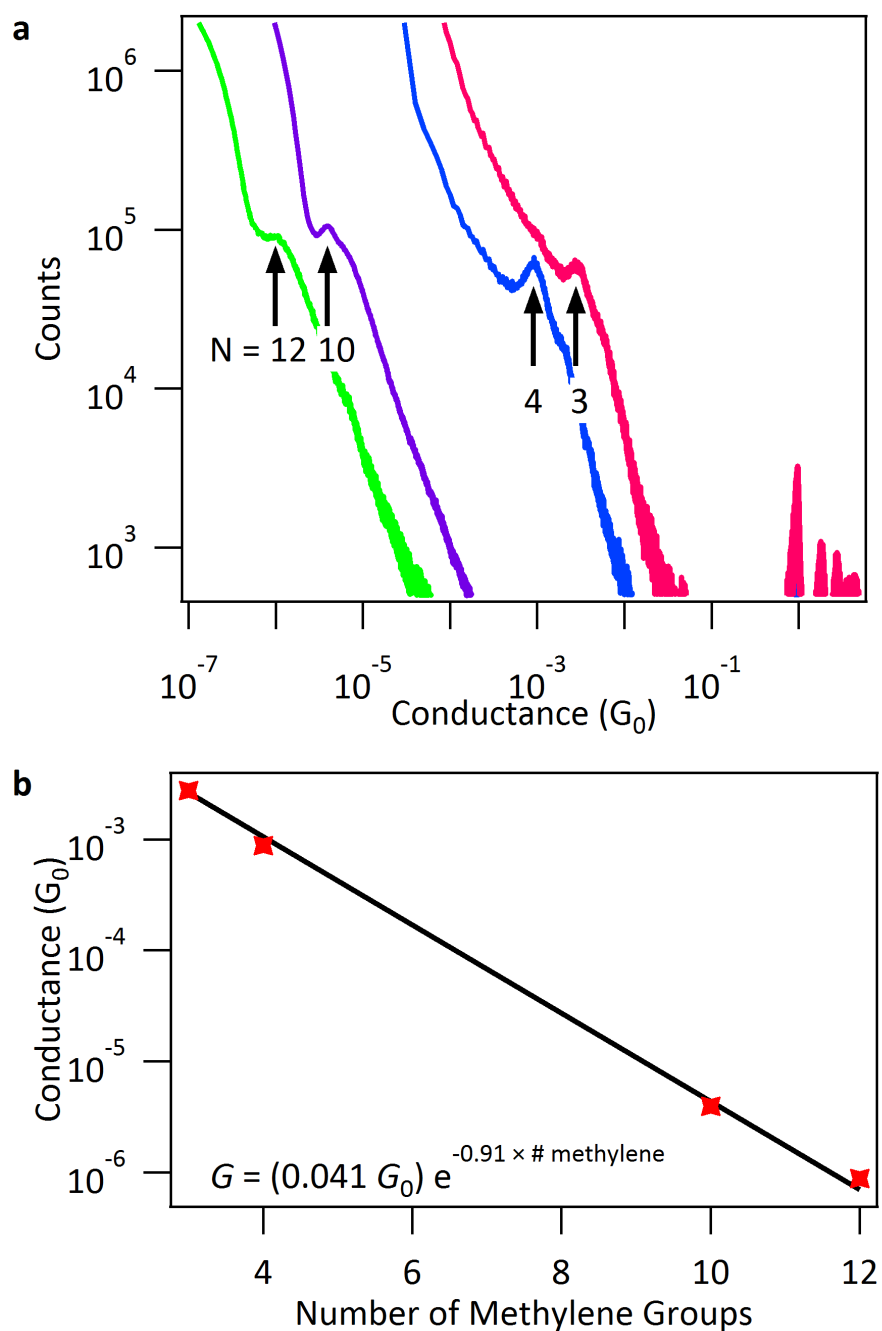 a
10^6
10^5
10^4
10^3
Counts
N = 12 10
4 3
10^-7 10^-5 10^-3 10^-1
Conductance (G₀)
b
10^-3
10^-4
10^-5
10^-6
Conductance (G₀)
G = (0.041 G₀) e^-0.91 × # methylene
4 6 8 10 12
Number of Methylene Groups